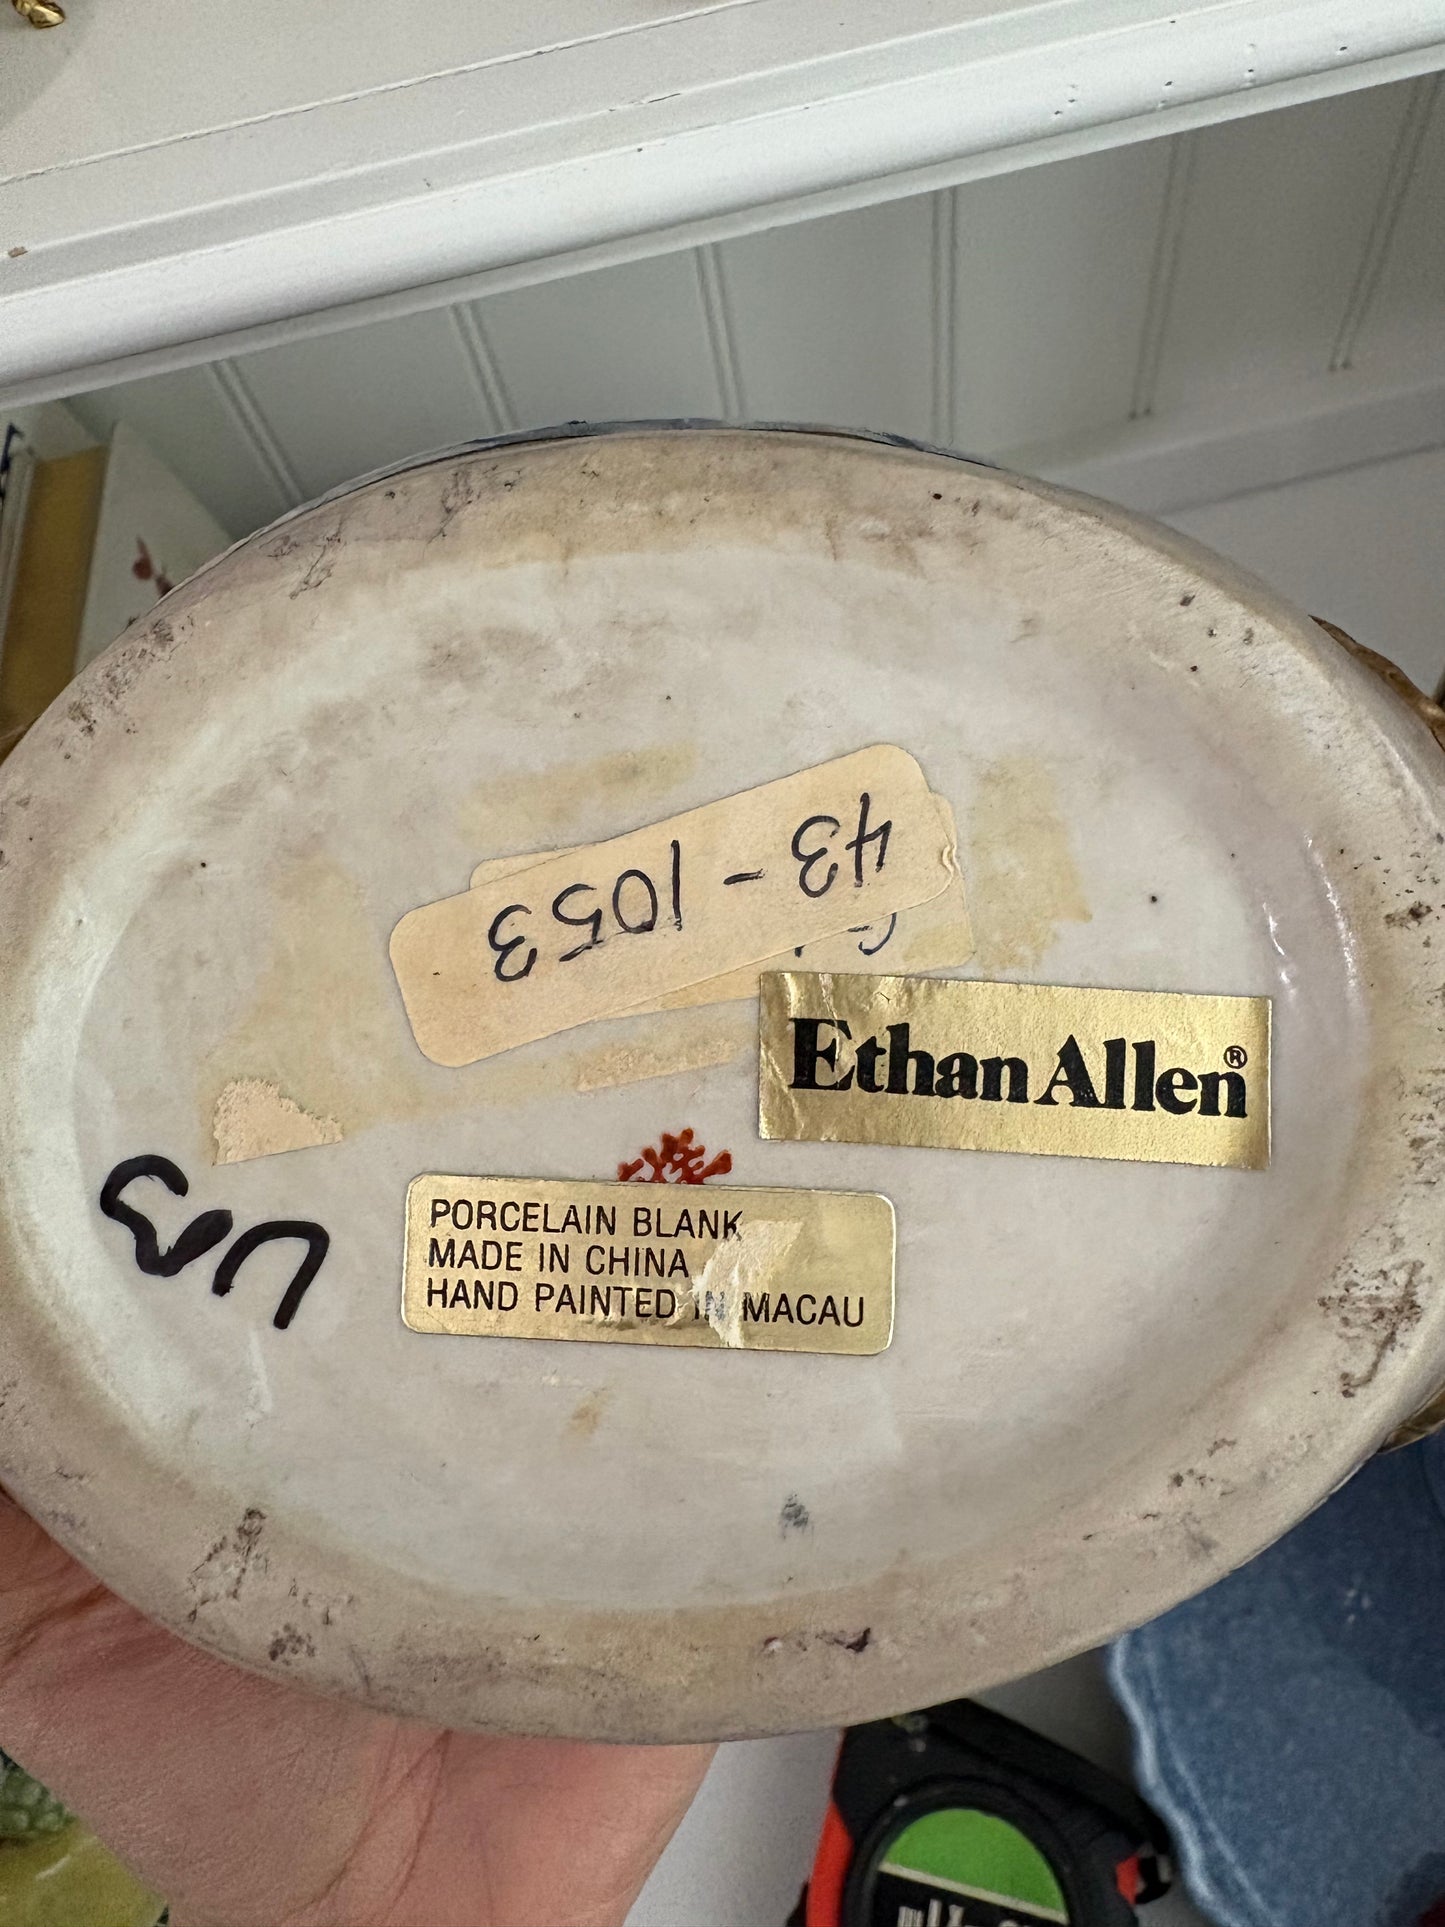 43-1053
Ethan Allen®
PORCELAIN BLANK
MADE IN CHINA
HAND PAINTED IN MACAU